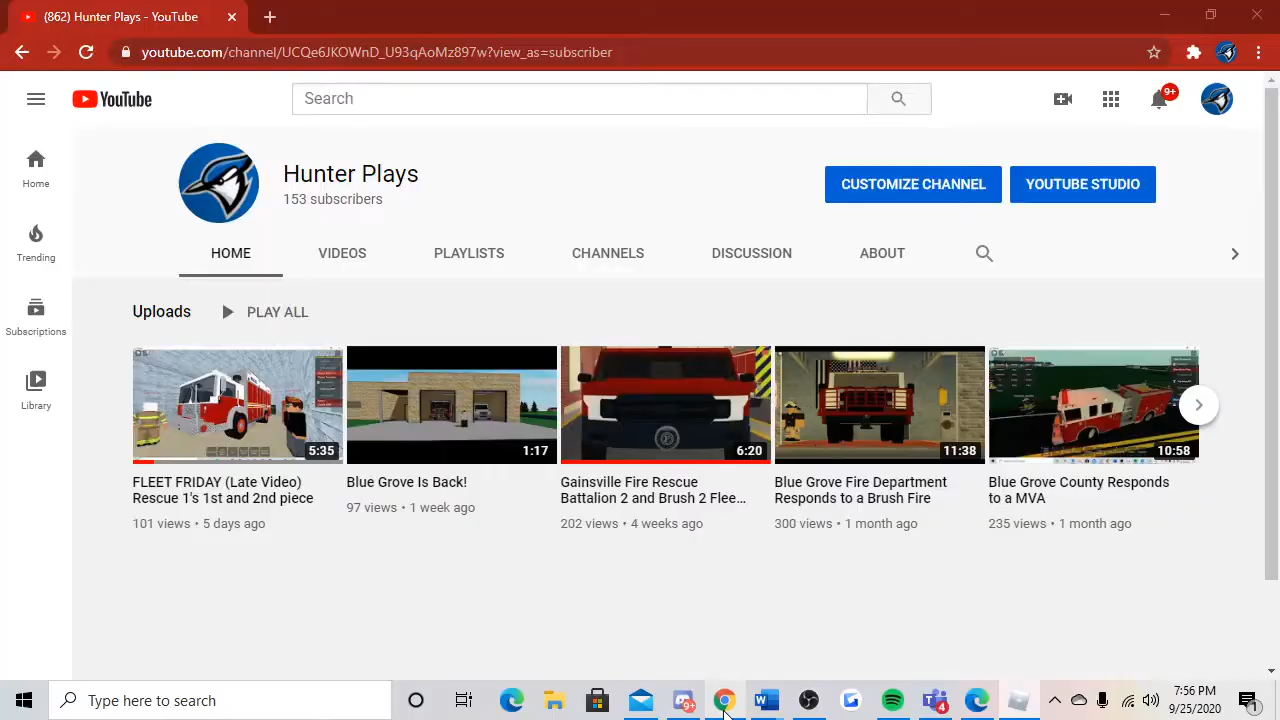 (862) Hunter Plays - YouTube
youtube.com/channel/UCQe6JKOWnD_U93qAoMz897w?view_as=subscriber
YouTube
Search
9+
Hunter Plays
153 subscribers
CUSTOMIZE CHANNEL
YOUTUBE STUDIO
Home
Trending
Subscriptions
Library
HOME
VIDEOS
PLAYLISTS
CHANNELS
DISCUSSION
ABOUT
Uploads
PLAY ALL
5:35
FLEET FRIDAY (Late Video)
Rescue 1's 1st and 2nd piece
101 views • 5 days ago
1:17
Blue Grove Is Back!
97 views • 1 week ago
6:20
Gainsville Fire Rescue
Battalion 2 and Brush 2 Flee...
202 views • 4 weeks ago
11:38
Blue Grove Fire Department
Responds to a Brush Fire
300 views • 1 month ago
10:58
Blue Grove County Responds
to a MVA
235 views • 1 month ago
Type here to search
9+
4
7:56 PM
9/25/2020
1